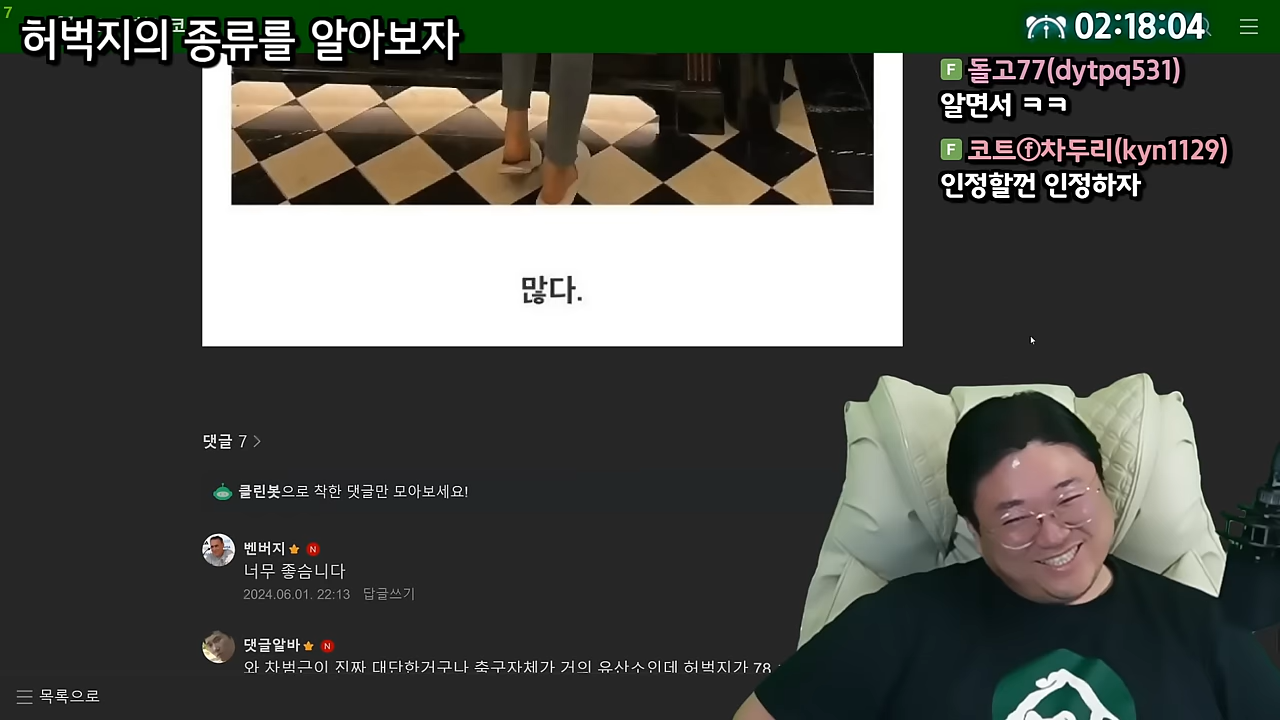 7
허벅지의 종류를 알아보자
02:18:04
F 돌고77(dytpq531)
알면서 ㅋㅋ
F 코트ⓕ차두리(kyn1129)
인정할껀 인정하자
많다.
댓글 7
클린봇으로 착한 댓글만 모아보세요!
벤버지 N
너무 좋습니다
2024.06.01. 22:13 답글쓰기
댓글알바 N
와 차범근이 진짜 대단한거구나 축구자체가 거의 유산소인데 허벅지가 78
목록으로